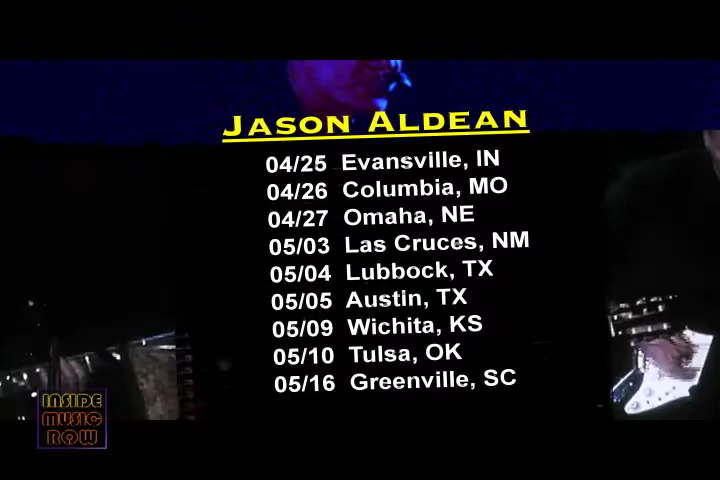 Jason Aldean
04/25 Evansville, IN
04/26 Columbia, MO
04/27 Omaha, NE
05/03 Las Cruces, NM
05/04 Lubbock, TX
05/05 Austin, TX
05/09 Wichita, KS
05/10 Tulsa, OK
05/16 Greenville, SC
INSIDE
MUSIC
ROW